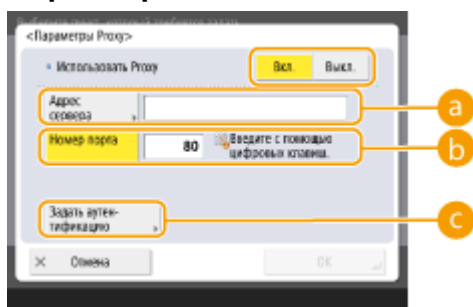 <Параметры Proxy>
Использовать Proxy
Вкл. Выкл.
Адрес сервера
a
Номер порта
80
Введите с помощью цифровых клавиш.
b
Задать аутен-
тификацию
c
× Отмена
OK